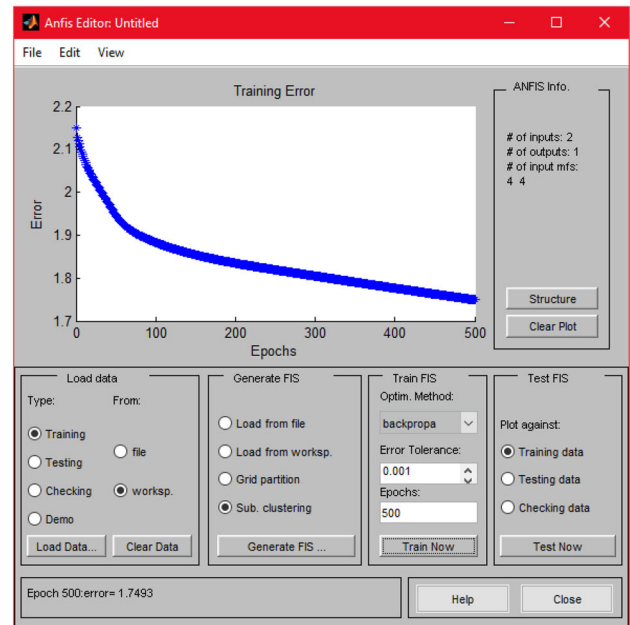 Anfis Editor: Untitled
File Edit View
Training Error
2.2
2.1
2
1.9
1.8
1.7
Error
0 100 200 300 400 500
Epochs
ANFIS Info.
# of inputs: 2
# of outputs: 1
# of input mfs:
4 4
Structure
Clear Plot
Load data
Type: From:
Training
Testing
Checking
Demo
file
worksp.
Load Data... Clear Data
Generate FIS
Load from file
Load from worksp.
Grid partition
Sub. clustering
Generate FIS ...
Train FIS
Optim. Method:
backpropa
Error Tolerance:
0.001
Epochs:
500
Train Now
Test FIS
Plot against:
Training data
Testing data
Checking data
Test Now
Epoch 500:error= 1.7493
Help Close